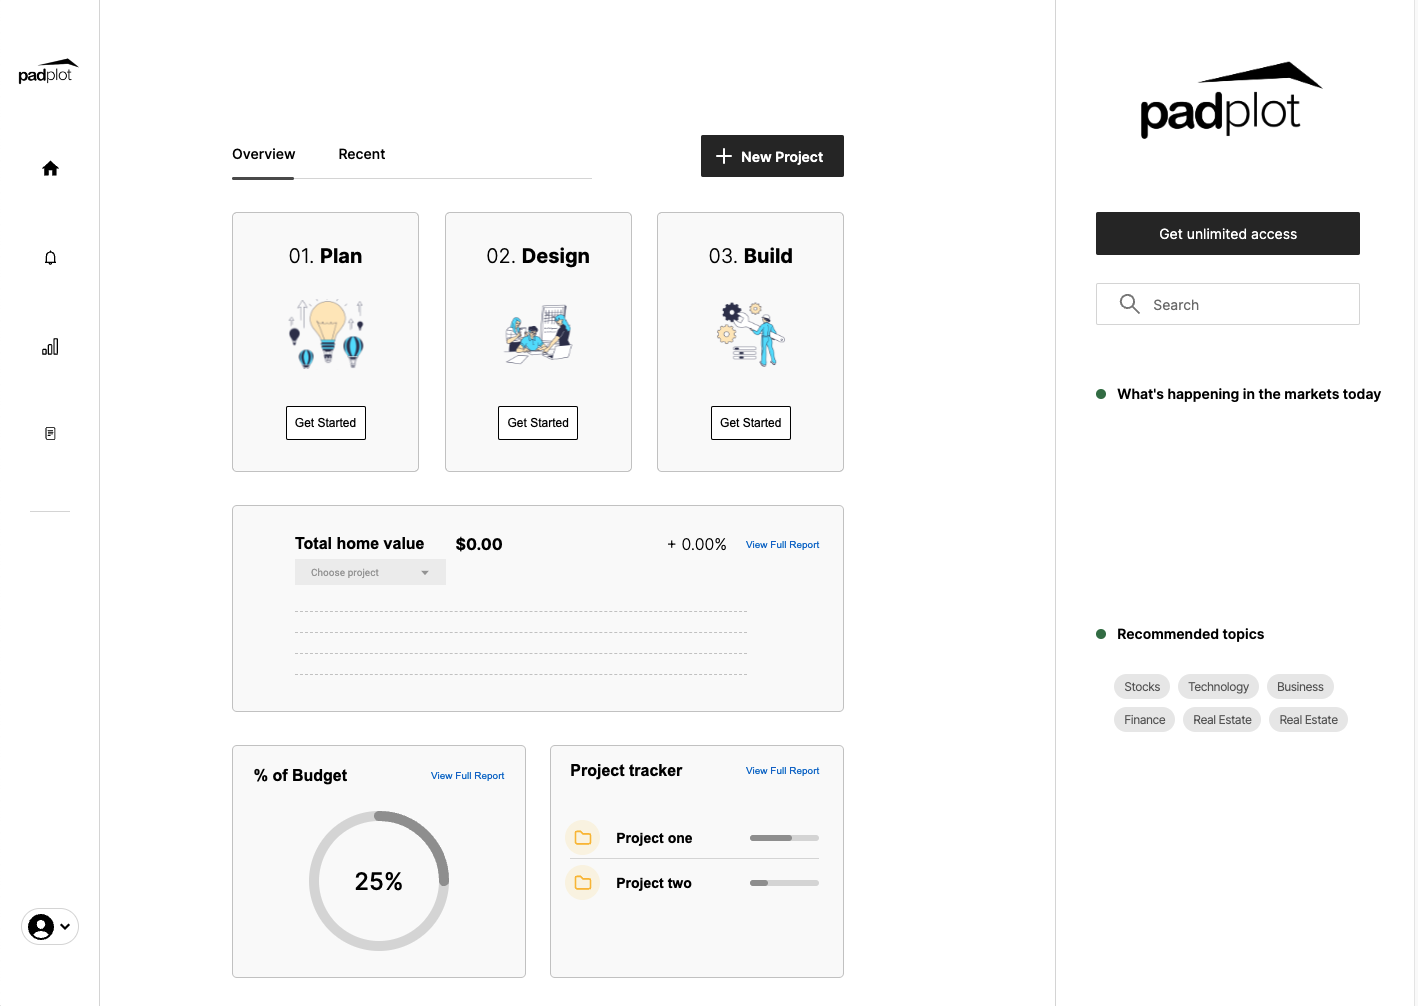 padplot
Overview
Recent
New Project
01. Plan
Get Started
02. Design
Get Started
03. Build
Get Started
Total home value
$0.00
+ 0.00%
View Full Report
Choose project
% of Budget
View Full Report
25%
Project tracker
View Full Report
Project one
Project two
padplot
Get unlimited access
Search
What's happening in the markets today
Recommended topics
Stocks
Technology
Business
Finance
Real Estate
Real Estate